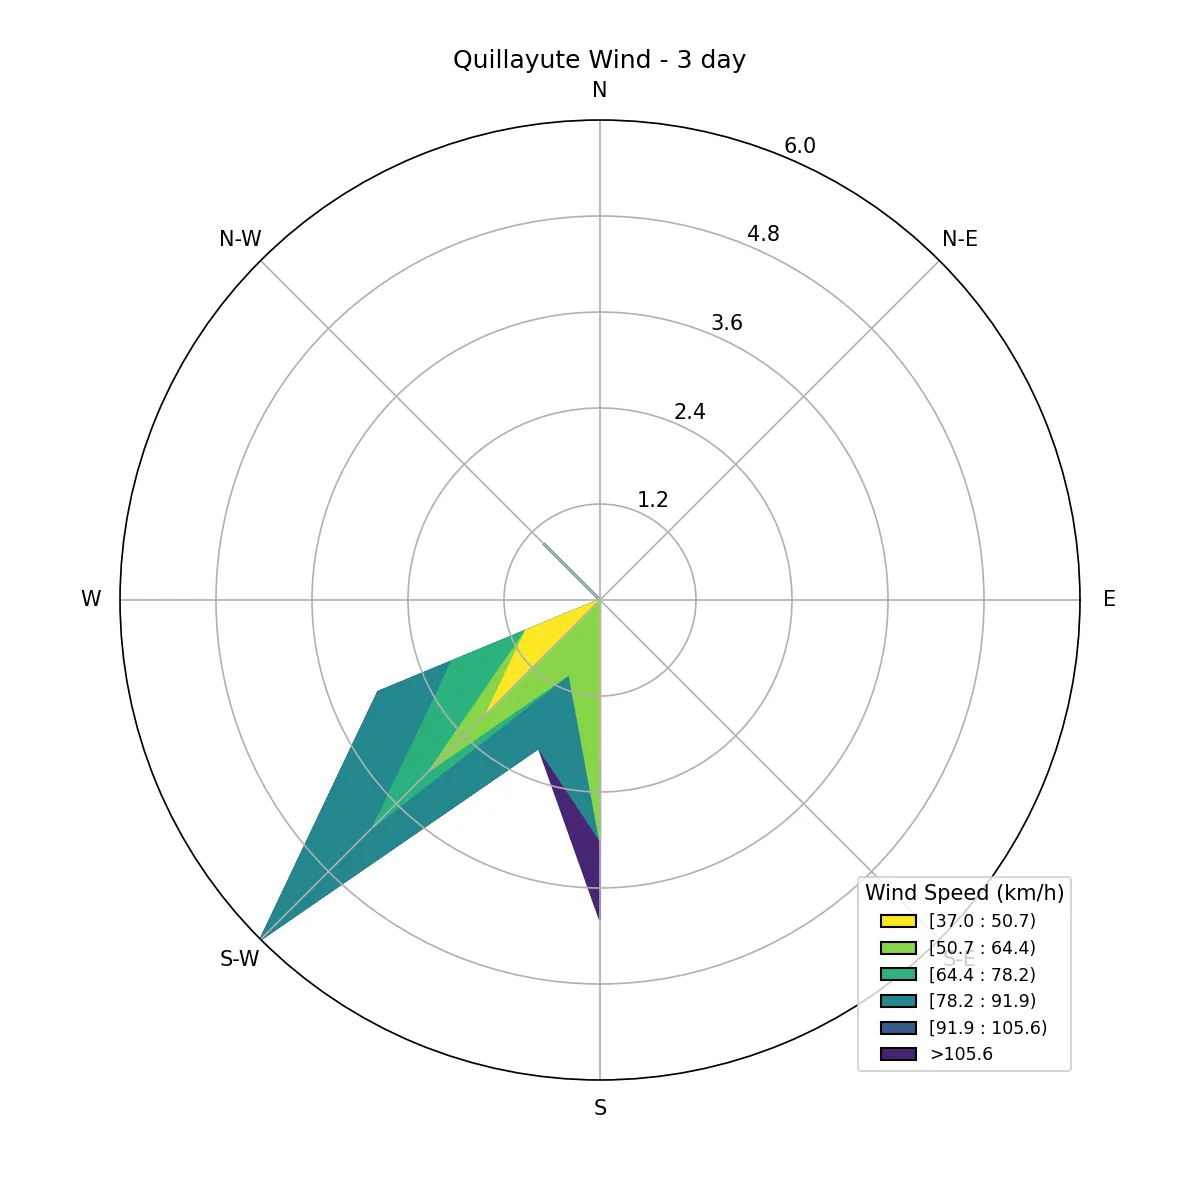 Quillayute Wind - 3 day
N
6.0
N-W
N-E
4.8
3.6
2.4
1.2
W
E
S-W
S-E
Wind Speed (km/h)
[37.0 : 50.7)
[50.7 : 64.4)
[64.4 : 78.2)
[78.2 : 91.9)
[91.9 : 105.6)
>105.6
S